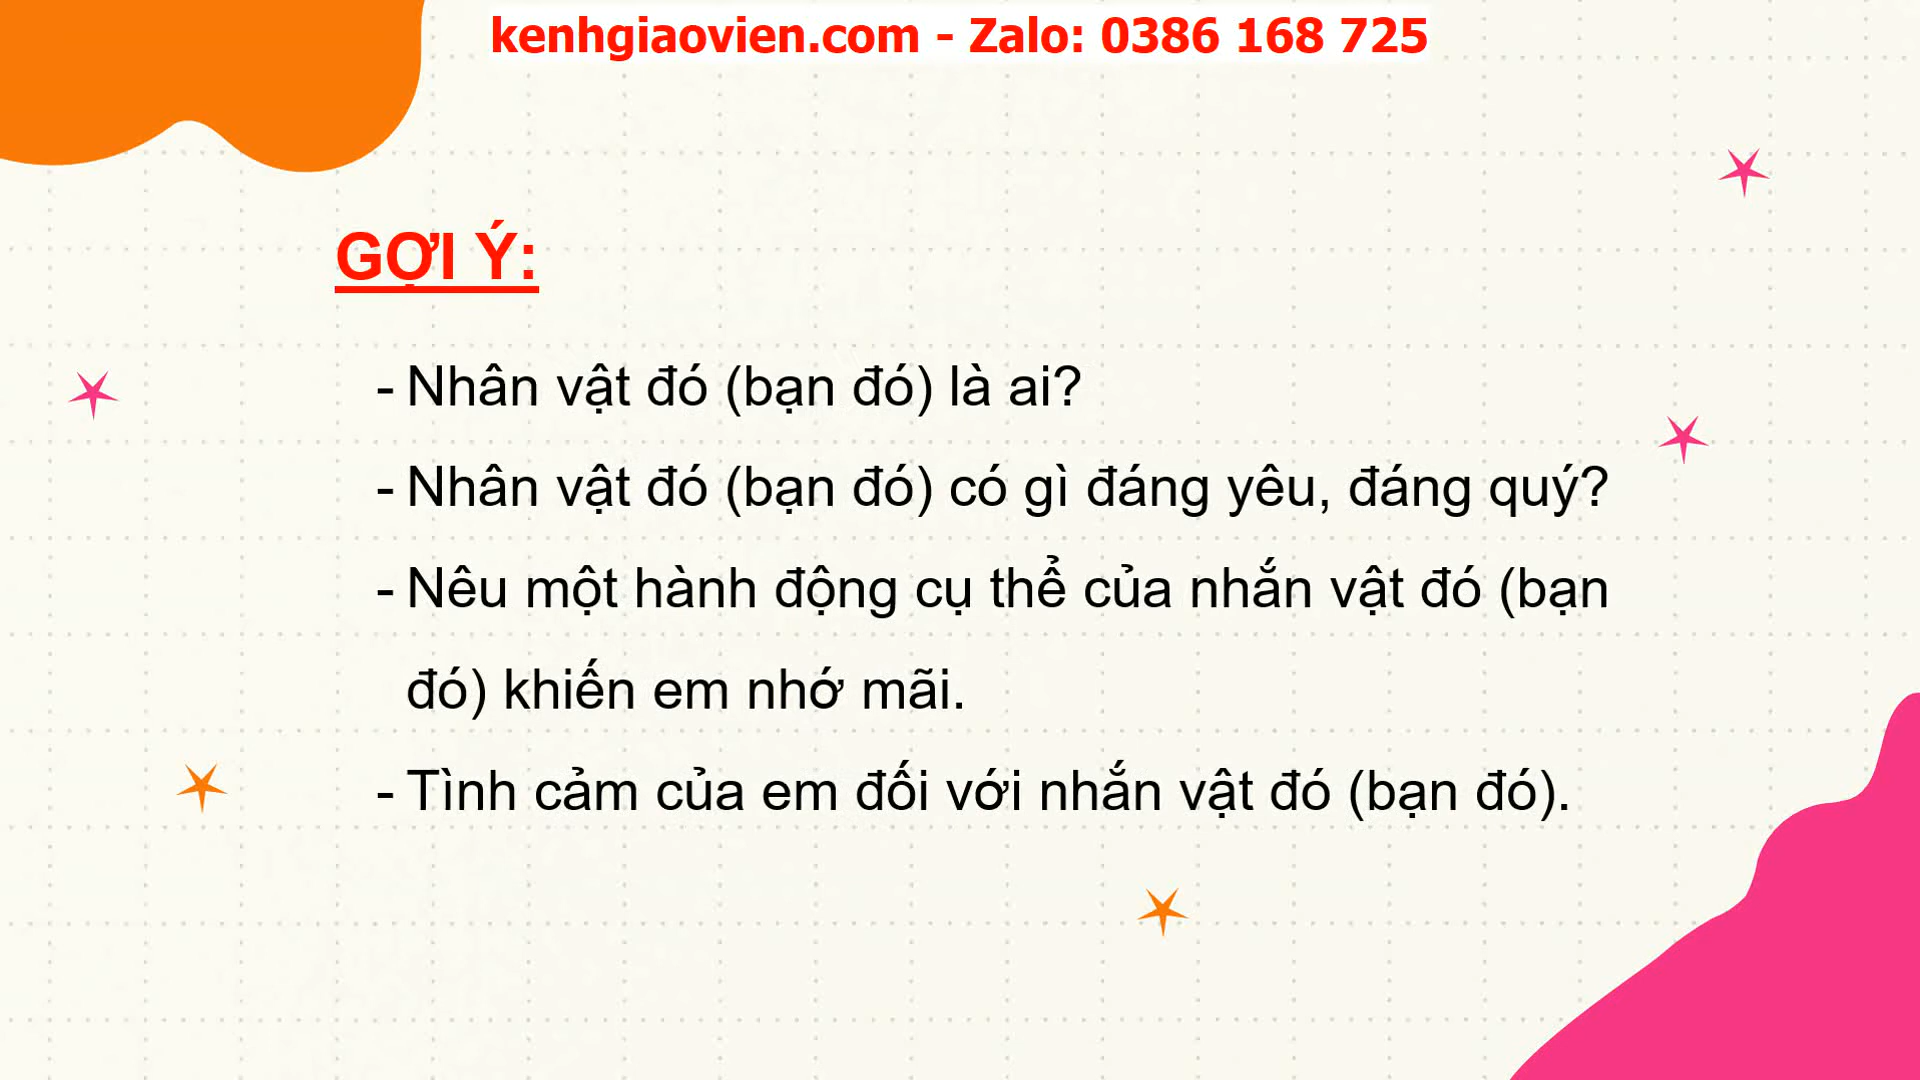 kenhgiaovien.com - Zalo: 0386 168 725
GỢI Ý:
- Nhân vật đó (bạn đó) là ai?
- Nhân vật đó (bạn đó) có gì đáng yêu, đáng quý?
- Nêu một hành động cụ thể của nhắn vật đó (bạn
đó) khiến em nhớ mãi.
- Tình cảm của em đối với nhắn vật đó (bạn đó).